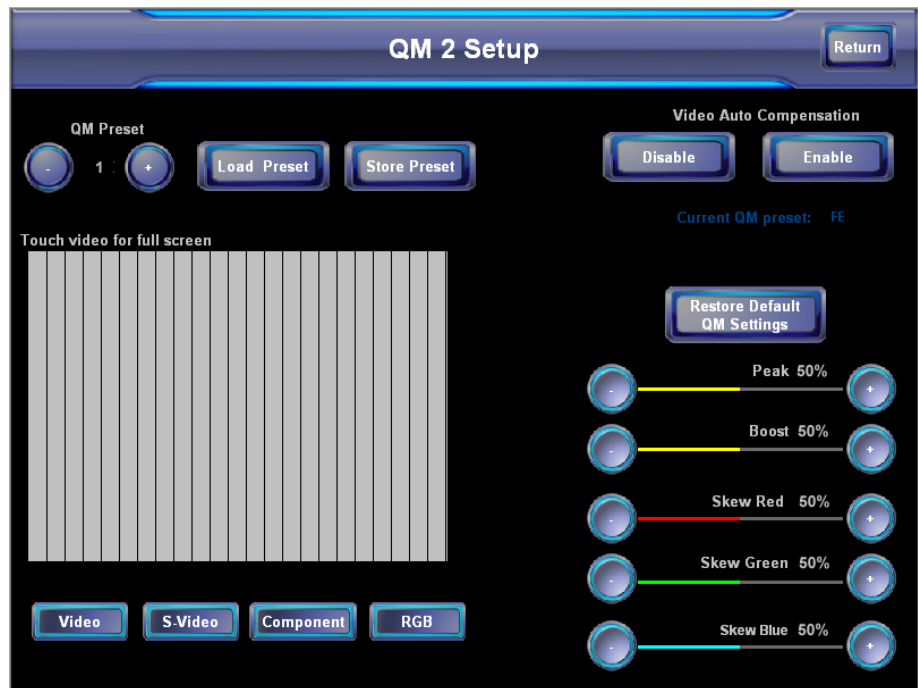 QM 2 Setup
Return
QM Preset
- 1 : +
Load Preset
Store Preset
Video Auto Compensation
Disable
Enable
Current QM preset: FE
Touch video for full screen
Restore Default
QM Settings
Peak 50%
- +
Boost 50%
- +
Skew Red 50%
- +
Skew Green 50%
- +
Skew Blue 50%
- +
Video
S-Video
Component
RGB